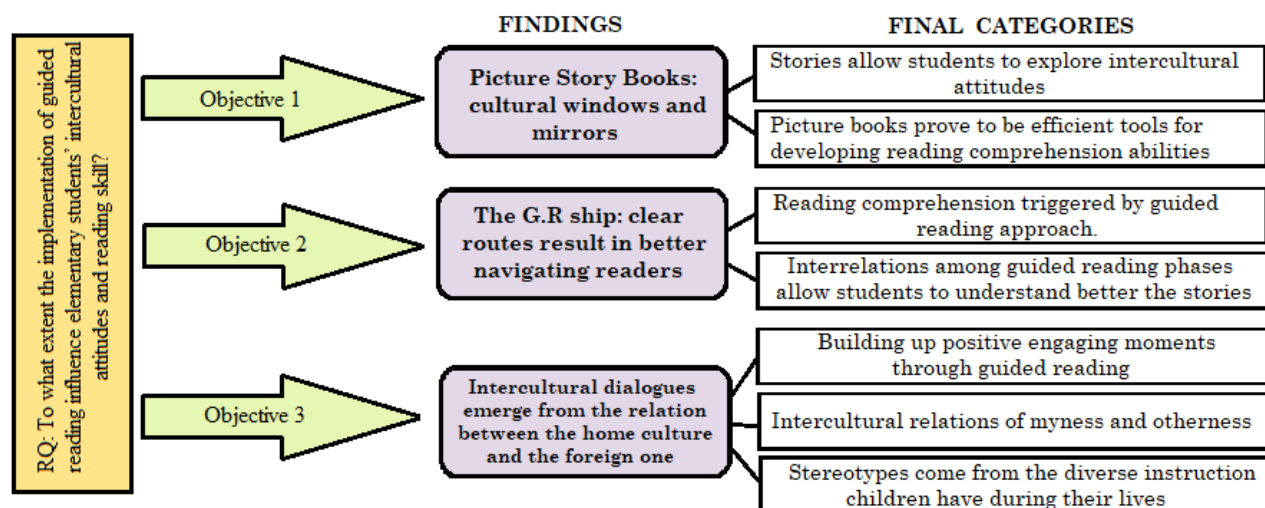 FINDINGS
FINAL CATEGORIES
RQ: To what extent the implementation of guided
reading influence elementary students' intercultural
attitudes and reading skill?
Objective 1
Picture Story Books:
cultural windows and
mirrors
Stories allow students to explore intercultural
attitudes
Picture books prove to be efficient tools for
developing reading comprehension abilities
Objective 2
The G.R ship: clear
routes result in better
navigating readers
Reading comprehension triggered by guided
reading approach.
Interrelations among guided reading phases
allow students to understand better the stories
Objective 3
Intercultural dialogues
emerge from the relation
between the home culture
and the foreign one
Building up positive engaging moments
through guided reading
Intercultural relations of myness and otherness
Stereotypes come from the diverse instruction
children have during their lives